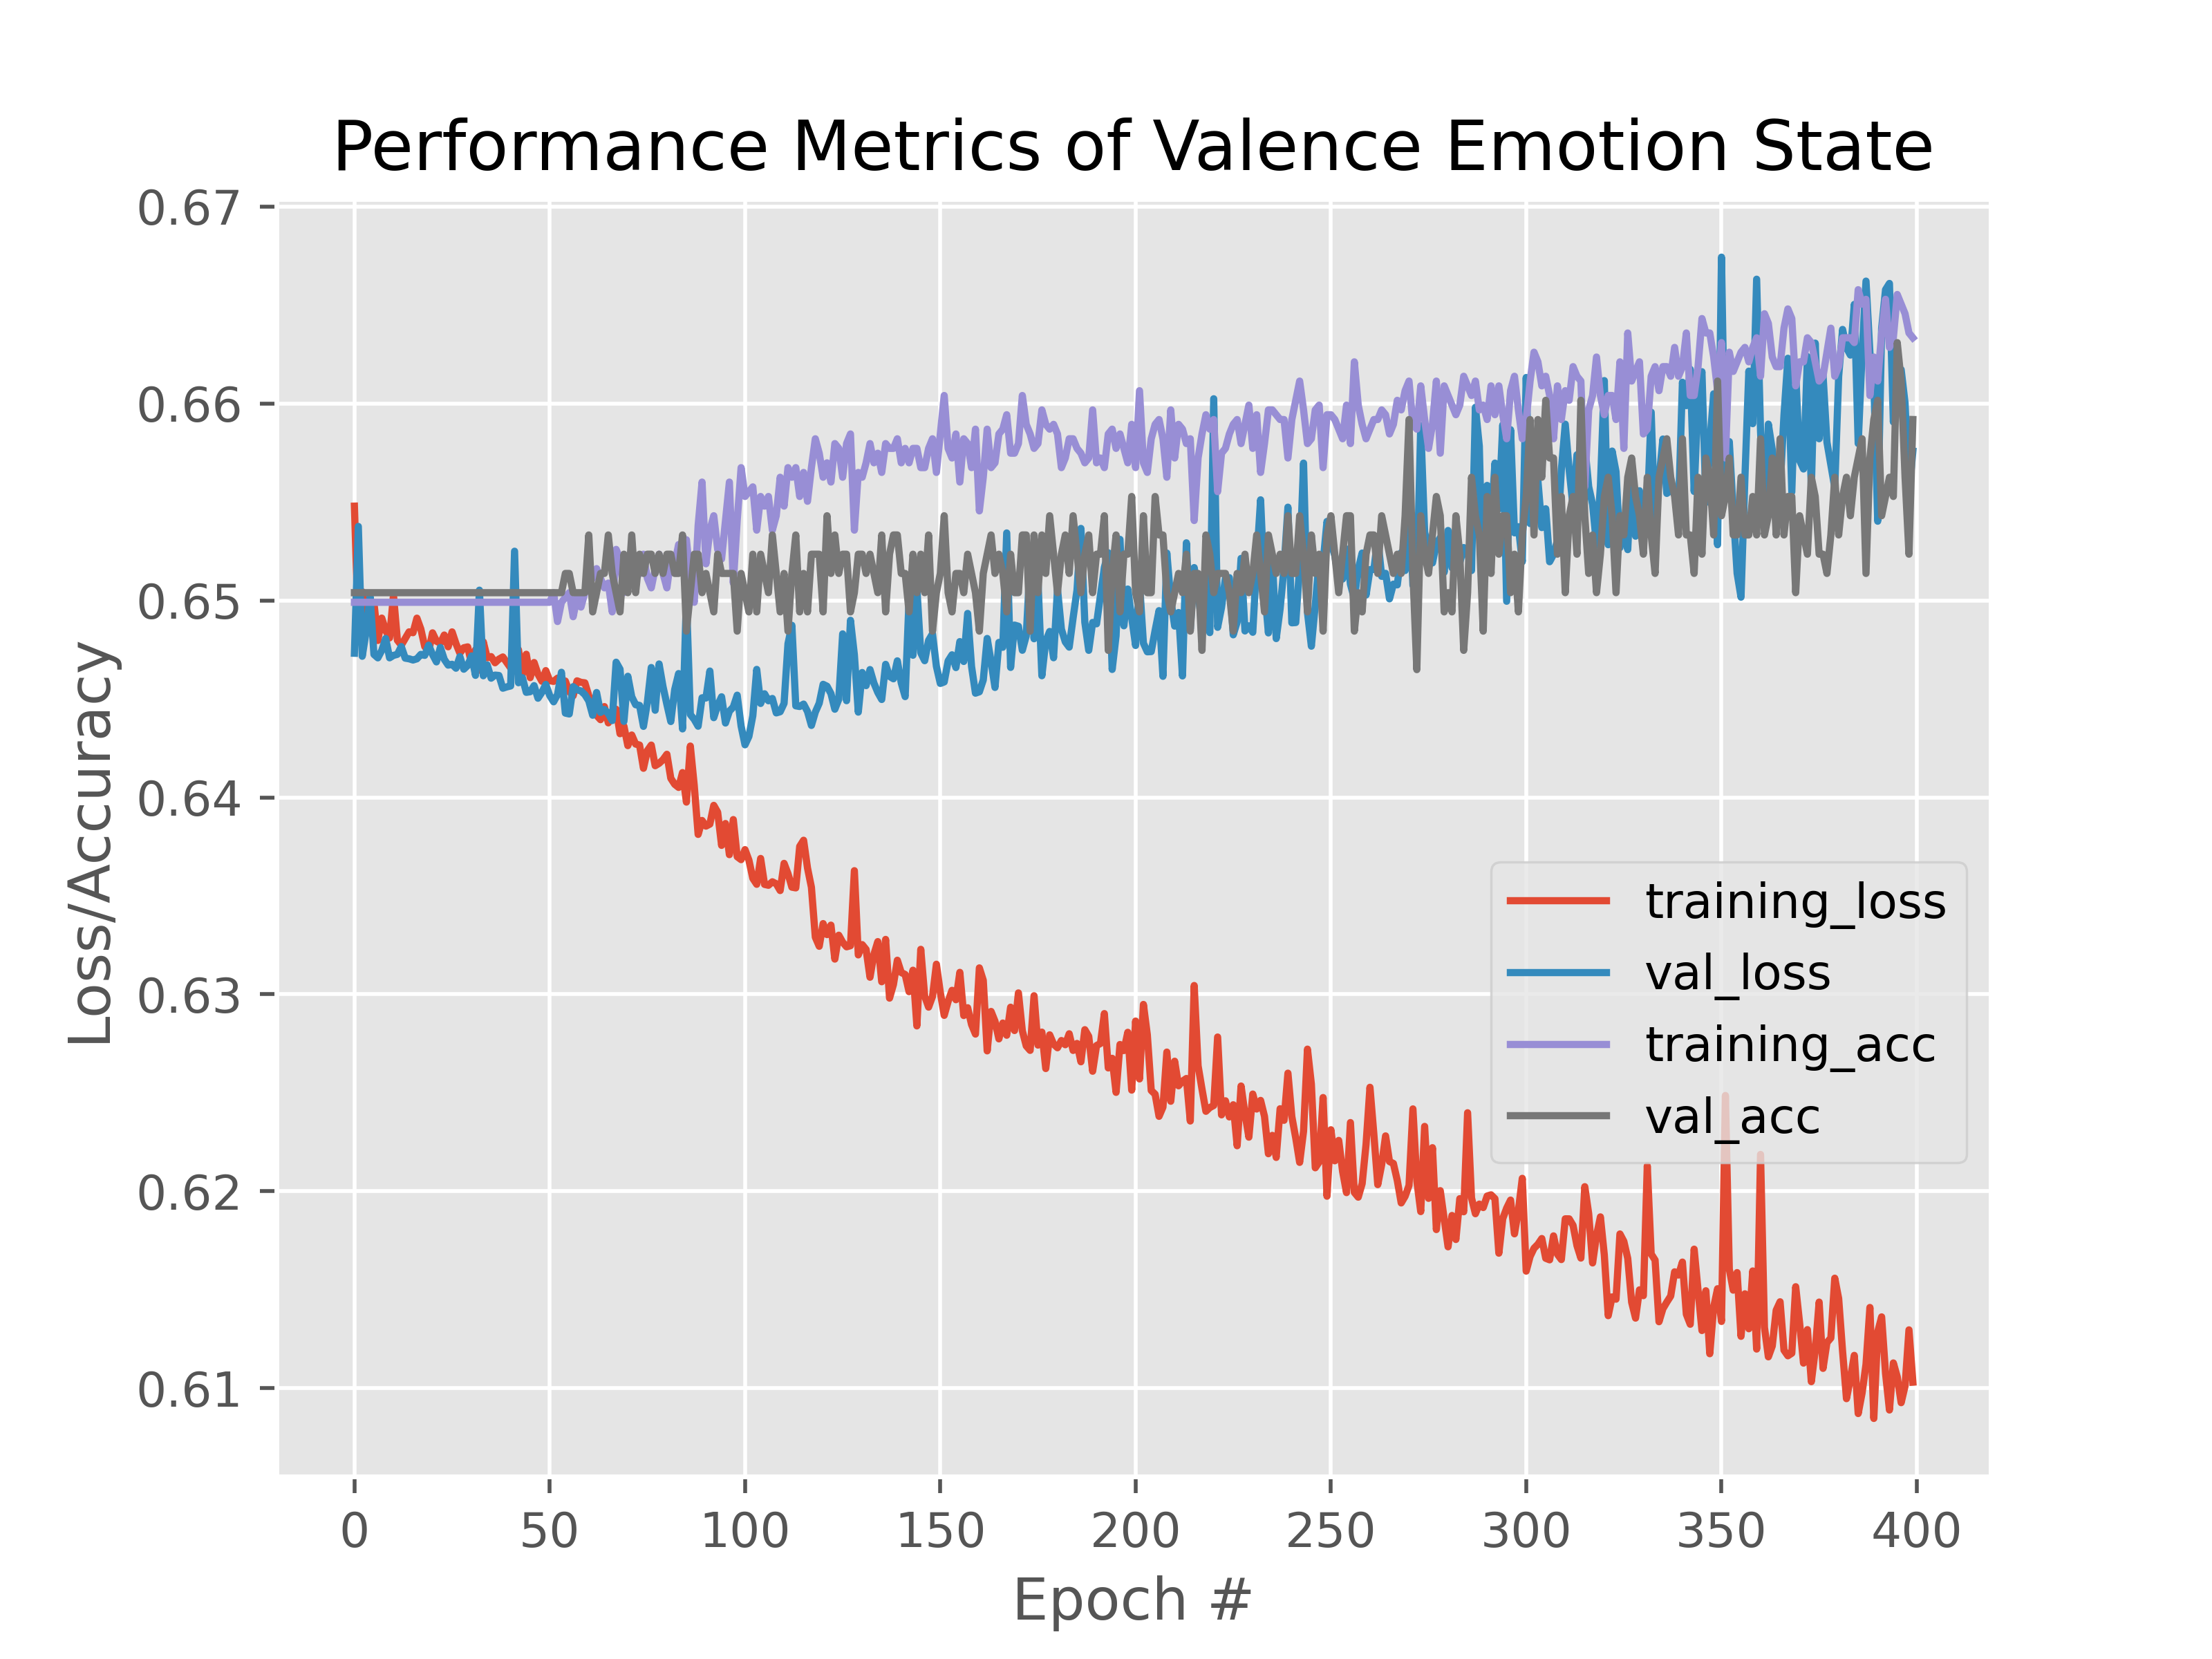 Performance Metrics of Valence Emotion State
0.67
0.66
0.65
0.64
0.63
0.62
0.61
Loss/Accuracy
training_loss
val_loss
training_acc
val_acc
0 50 100 150 200 250 300 350 400
Epoch #